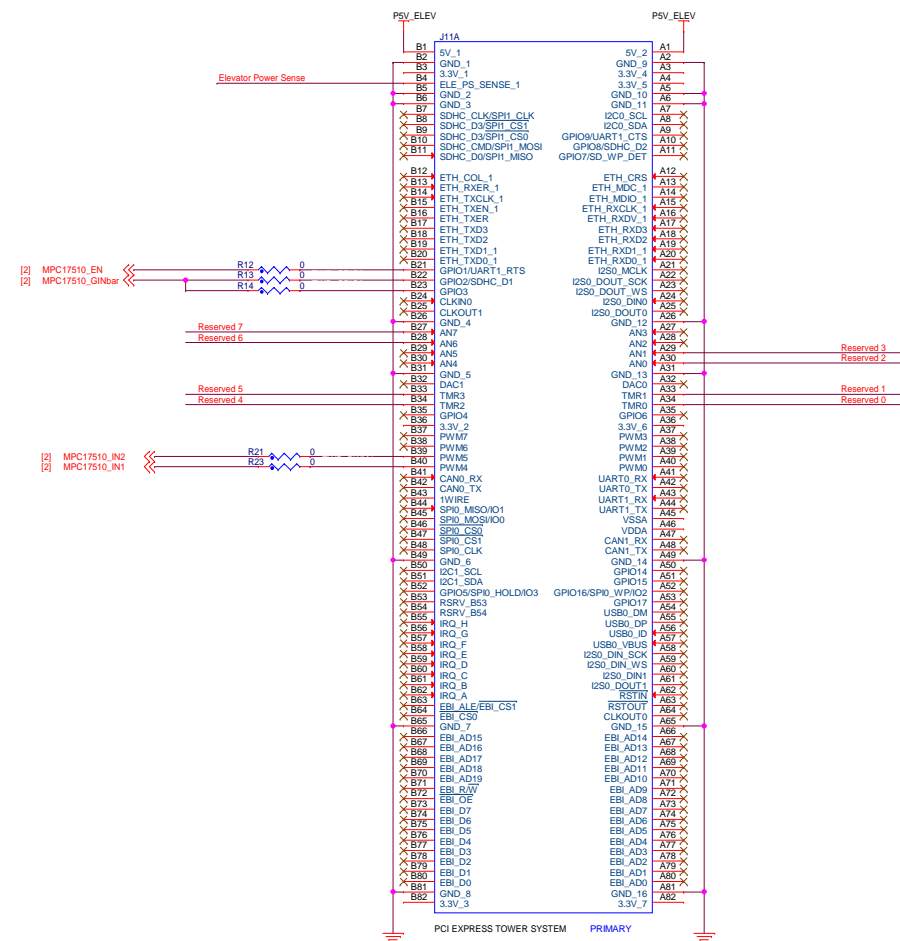 P5V_ELEV P5V_ELEV
J11A
B1 5V_1 5V_2 A1
B2 GND_1 GND_9 A2
B3 3.3V_1 3.3V_4 A3
Elevator Power Sense B4 ELE_PS_SENSE_1 3.3V_5 A4
B5 GND_2 GND_10 A5
B6 GND_3 GND_11 A6
B7 SDHC_CLK/SPI1_CLK I2C0_SCL A7
B8 SDHC_D3/SPI1_CS1 I2C0_SDA A8
B9 SDHC_D3/SPI1_CS0 GPIO9/UART1_CTS A9
B10 SDHC_CMD/SPI1_MOSI GPIO8/SDHC_D2 A10
B11 SDHC_D0/SPI1_MISO GPIO7/SD_WP_DET A11
B12 ETH_COL_1 ETH_CRS A12
B13 ETH_RXER_1 ETH_MDC_1 A13
B14 ETH_TXCLK_1 ETH_MDIO_1 A14
B15 ETH_TXEN_1 ETH_RXCLK_1 A15
B16 ETH_TXER ETH_RXDV_1 A16
B17 ETH_TXD3 ETH_RXD3 A17
B18 ETH_TXD2 ETH_RXD2 A18
B19 ETH_TXD1_1 ETH_RXD1_1 A19
B20 ETH_TXD0_1 ETH_RXD0_1 A20
[2] MPC17510_EN R12 0 B21 GPIO1/UART1_RTS I2S0_MCLK A21
[2] MPC17510_GINbar R13 0 B22 GPIO2/SDHC_D1 I2S0_DOUT_SCK A22
R14 0 B23 GPIO3 I2S0_DOUT_WS A23
B24 CLKIN0 I2S0_DIN0 A24
B25 CLKOUT1 I2S0_DOUT0 A25
B26 GND_4 GND_12 A26
Reserved 7 B27 AN7 AN3 A27
Reserved 6 B28 AN6 AN2 A28
B29 AN5 AN1 A29 Reserved 3
B30 AN4 AN0 A30 Reserved 2
B31 GND_5 GND_13 A31
B32 DAC1 DAC0 A32
Reserved 5 B33 TMR3 TMR1 A33 Reserved 1
Reserved 4 B34 TMR2 TMR0 A34 Reserved 0
B35 GPIO4 GPIO6 A35
B36 3.3V_2 3.3V_6 A36
B37 PWM7 PWM3 A37
B38 PWM6 PWM2 A38
[2] MPC17510_IN2 R21 0 B39 PWM5 PWM1 A39
[2] MPC17510_IN1 R23 0 B40 PWM4 PWM0 A40
B41 CAN0_RX UART0_RX A41
B42 CAN0_TX UART0_TX A42
B43 1WIRE UART1_RX A43
B44 SPI0_MISO/IO1 UART1_TX A44
B45 SPI0_MOSI/IO0 VSSA A45
B46 SPI0_CS0 VDDA A46
B47 SPI0_CS1 CAN1_RX A47
B48 SPI0_CLK CAN1_TX A48
B49 GND_6 GND_14 A49
B50 I2C1_SCL GPIO14 A50
B51 I2C1_SDA GPIO15 A51
B52 GPIO5/SPI0_HOLD/IO3 GPIO16/SPI0_WP/IO2 A52
B53 RSRV_B53 GPIO17 A53
B54 RSRV_B54 USB0_DM A54
B55 IRQ_H USB0_DP A55
B56 IRQ_G USB0_ID A56
B57 IRQ_F USB0_VBUS A57
B58 IRQ_E I2S0_DIN_SCK A58
B59 IRQ_D I2S0_DIN_WS A59
B60 IRQ_C I2S0_DIN1 A60
B61 IRQ_B I2S0_DOUT1 A61
B62 IRQ_A RSTIN A62
B63 EBI_ALE/EBI_CS1 RSTOUT A63
B64 EBI_CS0 CLKOUT0 A64
B65 GND_7 GND_15 A65
B66 EBI_AD15 EBI_AD14 A66
B67 EBI_AD16 EBI_AD13 A67
B68 EBI_AD17 EBI_AD12 A68
B69 EBI_AD18 EBI_AD11 A69
B70 EBI_AD19 EBI_AD10 A70
B71 EBI_R/W EBI_AD9 A71
B72 EBI_OE EBI_AD8 A72
B73 EBI_D7 EBI_AD7 A73
B74 EBI_D6 EBI_AD6 A74
B75 EBI_D5 EBI_AD5 A75
B76 EBI_D4 EBI_AD4 A76
B77 EBI_D3 EBI_AD3 A77
B78 EBI_D2 EBI_AD2 A78
B79 EBI_D1 EBI_AD1 A79
B80 EBI_D0 EBI_AD0 A80
B81 GND_8 GND_16 A81
B82 3.3V_3 3.3V_7 A82
PCI EXPRESS TOWER SYSTEM PRIMARY